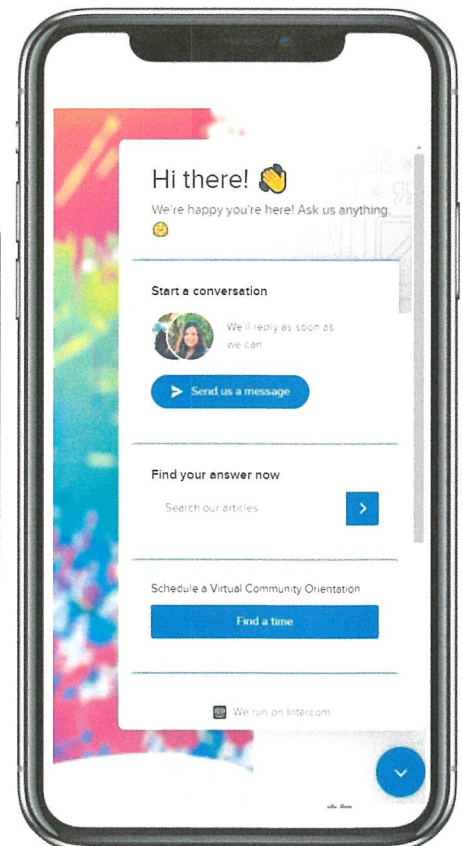 Hi there! 👋
We're happy you're here! Ask us anything.
🙂
Start a conversation
We'll reply as soon as
we can
Send us a message
Find your answer now
Search our articles
Schedule a Virtual Community Orientation
Find a time
We run on Intercom